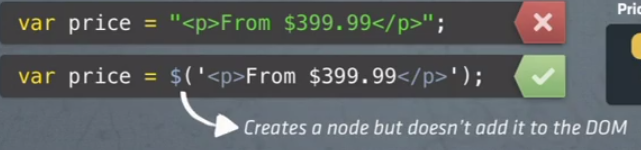 Pric
var price = "<p>From $399.99</p>";
var price = $('<p>From $399.99</p>');
Creates a node but doesn't add it to the DOM